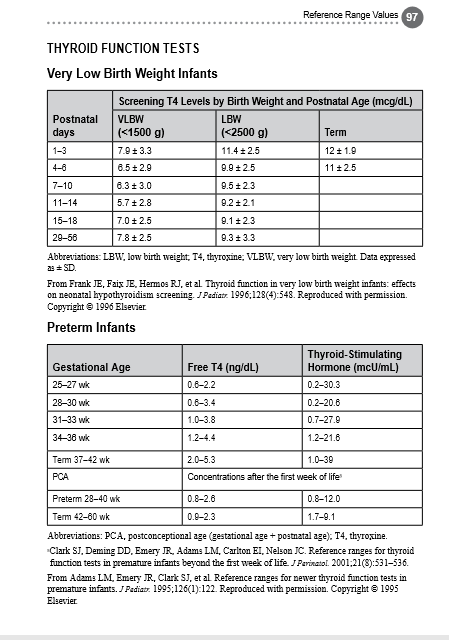 Reference Range Values 97
THYROID FUNCTION TESTS
Very Low Birth Weight Infants
Screening T4 Levels by Birth Weight and Postnatal Age (mcg/dL)
Postnatal days VLBW (<1500 g) LBW (<2500 g) Term
1–3 7.9 ± 3.3 11.4 ± 2.5 12 ± 1.9
4–6 6.5 ± 2.9 9.9 ± 2.5 11 ± 2.5
7–10 6.3 ± 3.0 9.5 ± 2.3
11–14 5.7 ± 2.8 9.2 ± 2.1
15–18 7.0 ± 2.5 9.1 ± 2.3
29–56 7.8 ± 2.5 9.3 ± 3.3
Abbreviations: LBW, low birth weight; T4, thyroxine; VLBW, very low birth weight. Data expressed
as ± SD.
From Frank JE, Faix JE, Hermos RJ, et al. Thyroid function in very low birth weight infants: effects
on neonatal hypothyroidism screening. J Pediatr. 1996;128(4):548. Reproduced with permission.
Copyright © 1996 Elsevier.
Preterm Infants
Gestational Age Free T4 (ng/dL) Thyroid-Stimulating Hormone (mcU/mL)
25–27 wk 0.6–2.2 0.2–30.3
28–30 wk 0.6–3.4 0.2–20.6
31–33 wk 1.0–3.8 0.7–27.9
34–36 wk 1.2–4.4 1.2–21.6
Term 37–42 wk 2.0–5.3 1.0–39
PCA Concentrations after the first week of lifeᵃ
Preterm 28–40 wk 0.8–2.6 0.8–12.0
Term 42–60 wk 0.9–2.3 1.7–9.1
Abbreviations: PCA, postconceptional age (gestational age + postnatal age); T4, thyroxine.
ᵃClark SJ, Deming DD, Emery JR, Adams LM, Carlton EI, Nelson JC. Reference ranges for thyroid
function tests in premature infants beyond the first week of life. J Perinatol. 2001;21(8):531–536.
From Adams LM, Emery JR, Clark SJ, et al. Reference ranges for newer thyroid function tests in
premature infants. J Pediatr. 1995;126(1):122. Reproduced with permission. Copyright © 1995
Elsevier.